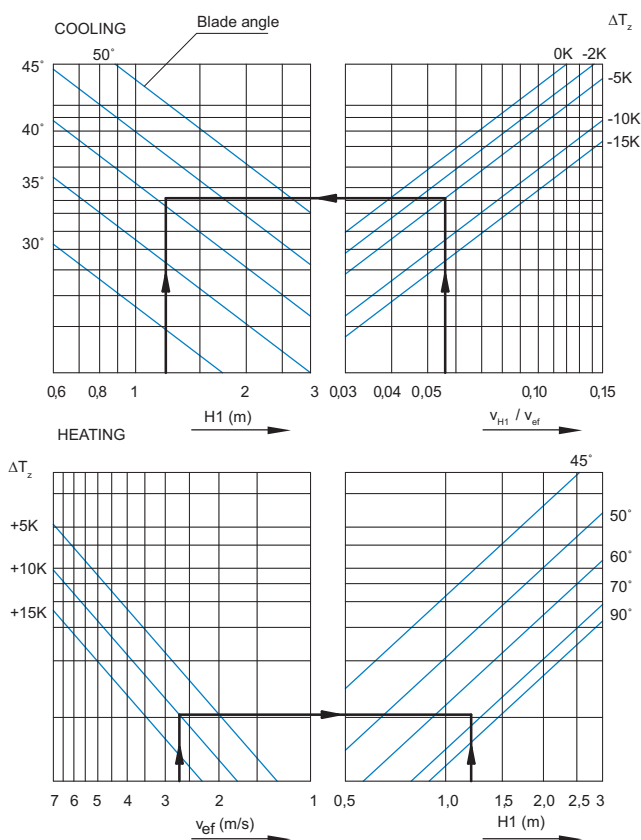 COOLING
Blade angle
ΔTz
50°
0K -2K
45°
-5K
40°
-10K
-15K
35°
30°
0,6 0,8 1 2 3
0,03 0,04 0,05 0,10 0,15
H1 (m)
vH1 / vef
HEATING
ΔTz
45°
+5K
50°
+10K
60°
+15K
70°
90°
7 6 5 4 3 2 1
0,5 1,0 1,5 2,0 2,5 3
vef (m/s)
H1 (m)